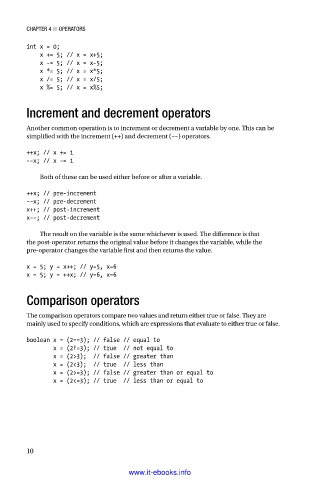 CHAPTER 4 ■ OPERATORS
int x = 0;
x += 5; // x = x+5;
x -= 5; // x = x-5;
x *= 5; // x = x*5;
x /= 5; // x = x/5;
x %= 5; // x = x%5;
Increment and decrement operators
Another common operation is to increment or decrement a variable by one. This can be
simplified with the increment (++) and decrement (--) operators.
++x; // x += 1
--x; // x -= 1
Both of these can be used either before or after a variable.
++x; // pre-increment
--x; // pre-decrement
x++; // post-increment
x--; // post-decrement
The result on the variable is the same whichever is used. The difference is that
the post-operator returns the original value before it changes the variable, while the
pre-operator changes the variable first and then returns the value.
x = 5; y = x++; // y=5, x=6
x = 5; y = ++x; // y=6, x=6
Comparison operators
The comparison operators compare two values and return either true or false. They are
mainly used to specify conditions, which are expressions that evaluate to either true or false.
boolean x = (2==3); // false // equal to
x = (2!=3); // true // not equal to
x = (2>3); // false // greater than
x = (2<3); // true // less than
x = (2>=3); // false // greater than or equal to
x = (2<=3); // true // less than or equal to
10
www.it-ebooks.info